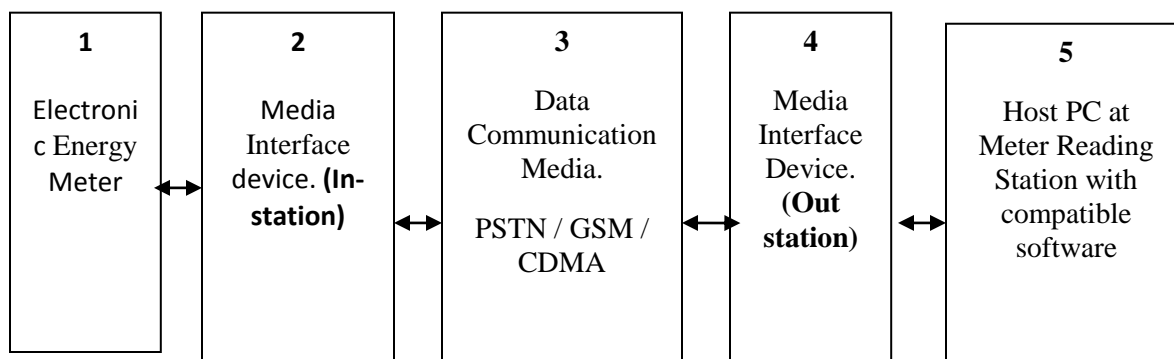 1
Electroni
c Energy
Meter
2
Media
Interface
device. (In-
station)
3
Data
Communication
Media.
PSTN / GSM /
CDMA
4
Media
Interface
Device.
(Out
station)
5
Host PC at
Meter Reading
Station with
compatible
software